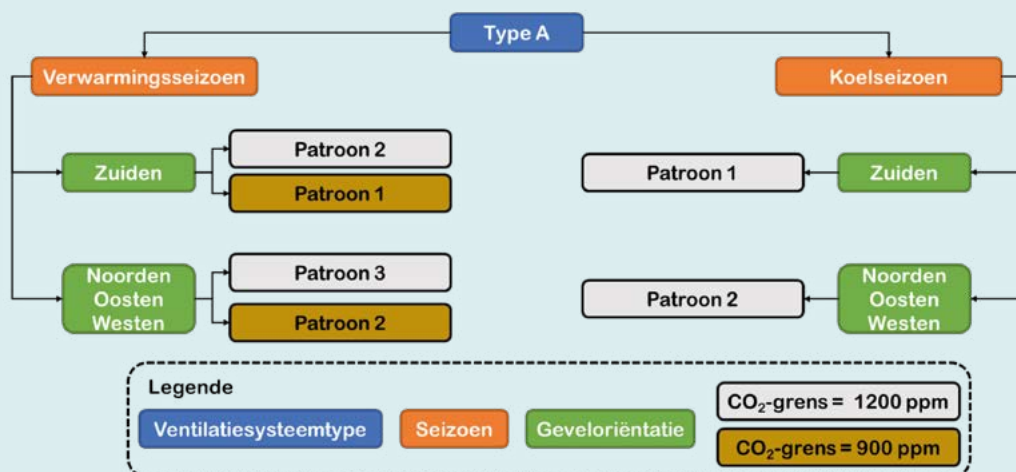 Type A
Verwarmingsseizoen
Koelseizoen
Zuiden
Patroon 2
Patroon 1
Patroon 1
Zuiden
Noorden
Oosten
Westen
Patroon 3
Patroon 2
Patroon 2
Noorden
Oosten
Westen
Legende
Ventilatiesysteemtype
Seizoen
Geveloriëntatie
CO₂-grens = 1200 ppm
CO₂-grens = 900 ppm